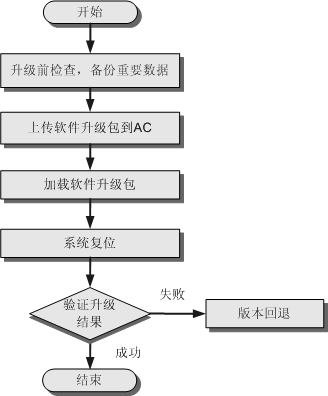 开始
升级前检查，备份重要数据
上传软件升级包到AC
加载软件升级包
系统复位
验证升级
结果
失败
版本回退
成功
结束